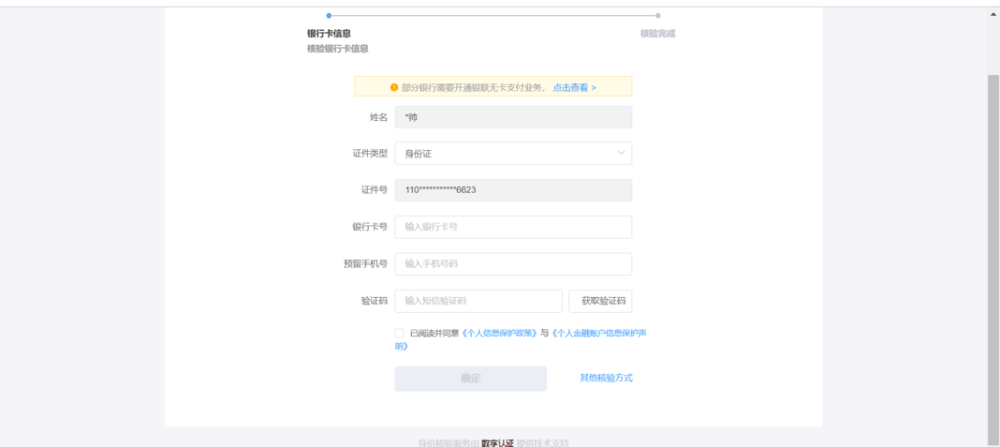 银行卡信息 核验完成
核验银行卡信息
部分银行需要开通银联无卡支付业务， 点击查看 >
姓名 *帅
证件类型 身份证
证件号 110***********6623
银行卡号 输入银行卡号
预留手机号 输入手机号码
验证码 输入短信验证码 获取验证码
已阅读并同意《个人信息保护政策》与《个人金融账户信息保护声
明》
确定 其他核验方式
身份核验服务由 数字认证 提供技术支持